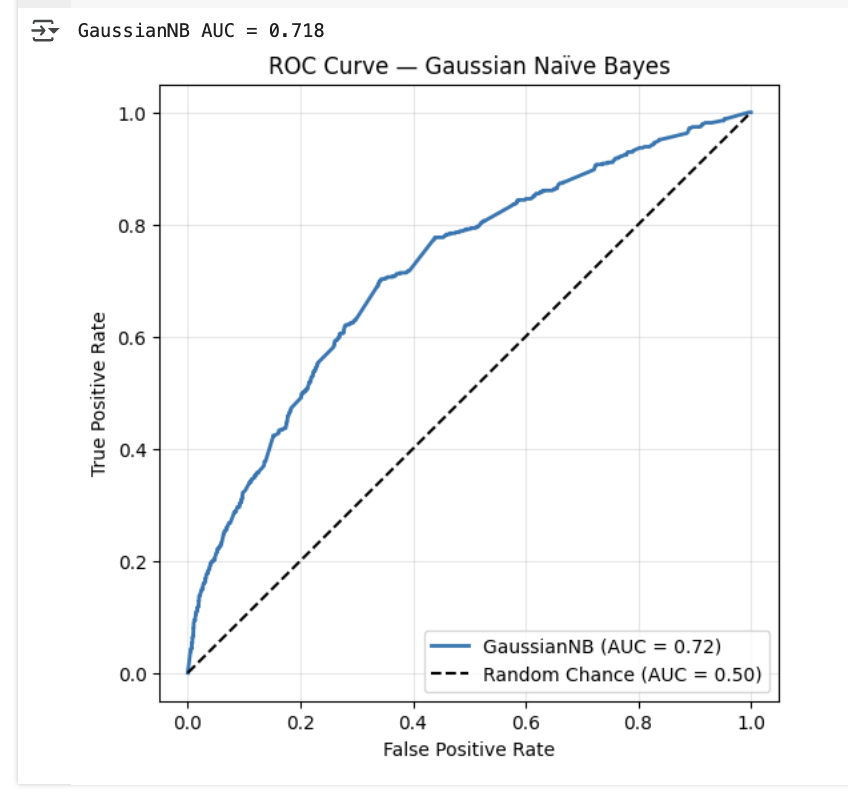 GaussianNB AUC = 0.718
ROC Curve — Gaussian Naïve Bayes
1.0
0.8
0.6
0.4
0.2
0.0
True Positive Rate
GaussianNB (AUC = 0.72)
Random Chance (AUC = 0.50)
0.0 0.2 0.4 0.6 0.8 1.0
False Positive Rate